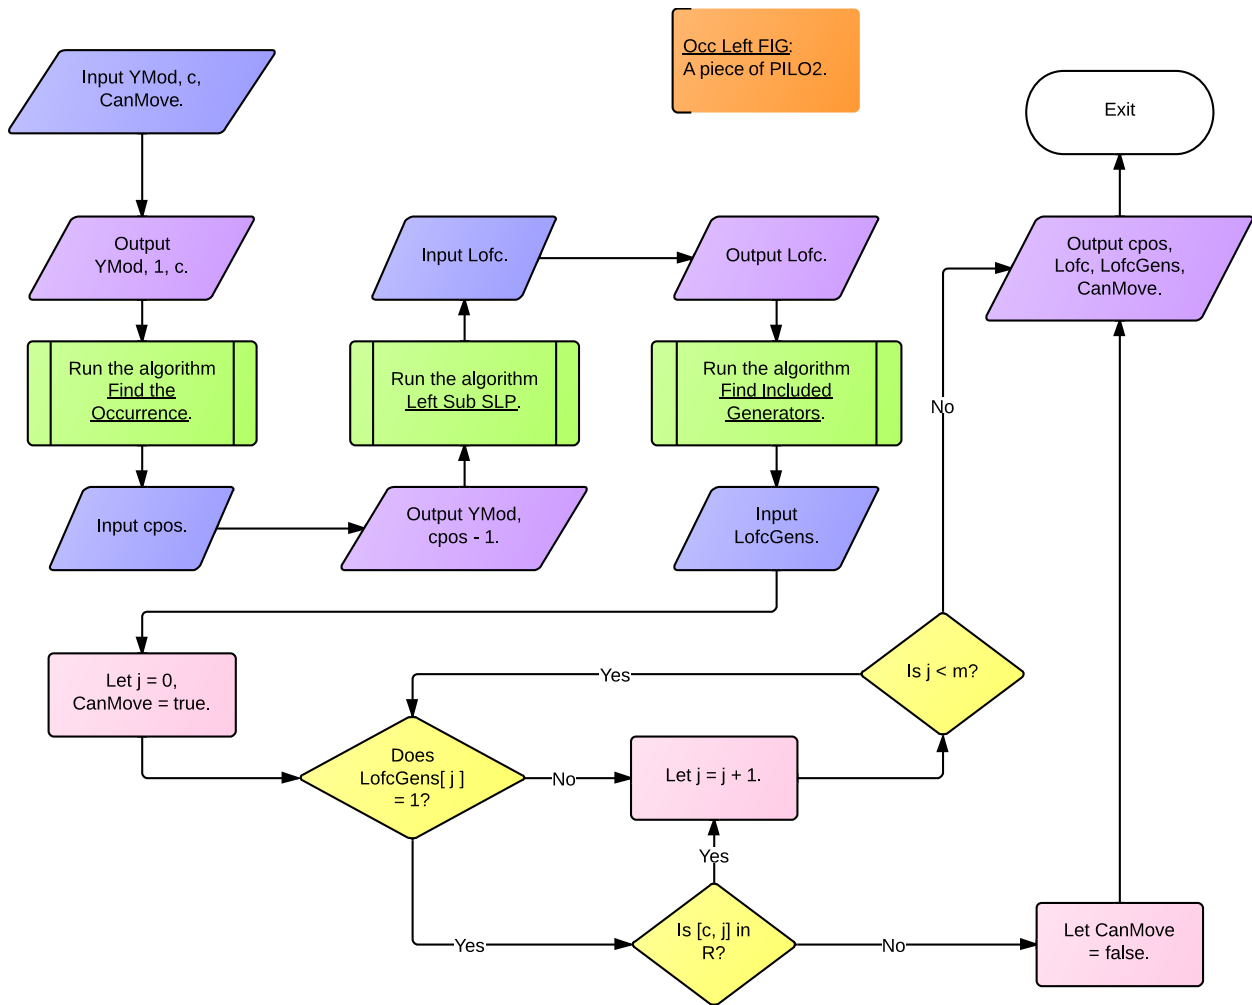 Occ Left FIG:
A piece of PILO2.
Input YMod, c,
CanMove.
Exit
Output
YMod, 1, c.
Input Lofc.
Output Lofc.
Output cpos,
Lofc, LofcGens,
CanMove.
Run the algorithm
Find the
Occurrence.
Run the algorithm
Left Sub SLP.
Run the algorithm
Find Included
Generators.
No
Input cpos.
Output YMod,
cpos - 1.
Input
LofcGens.
Let j = 0,
CanMove = true.
Yes
Is j < m?
Does
LofcGens[ j ]
= 1?
No
Let j = j + 1.
Yes
Yes
Is [c, j] in
R?
No
Let CanMove
= false.